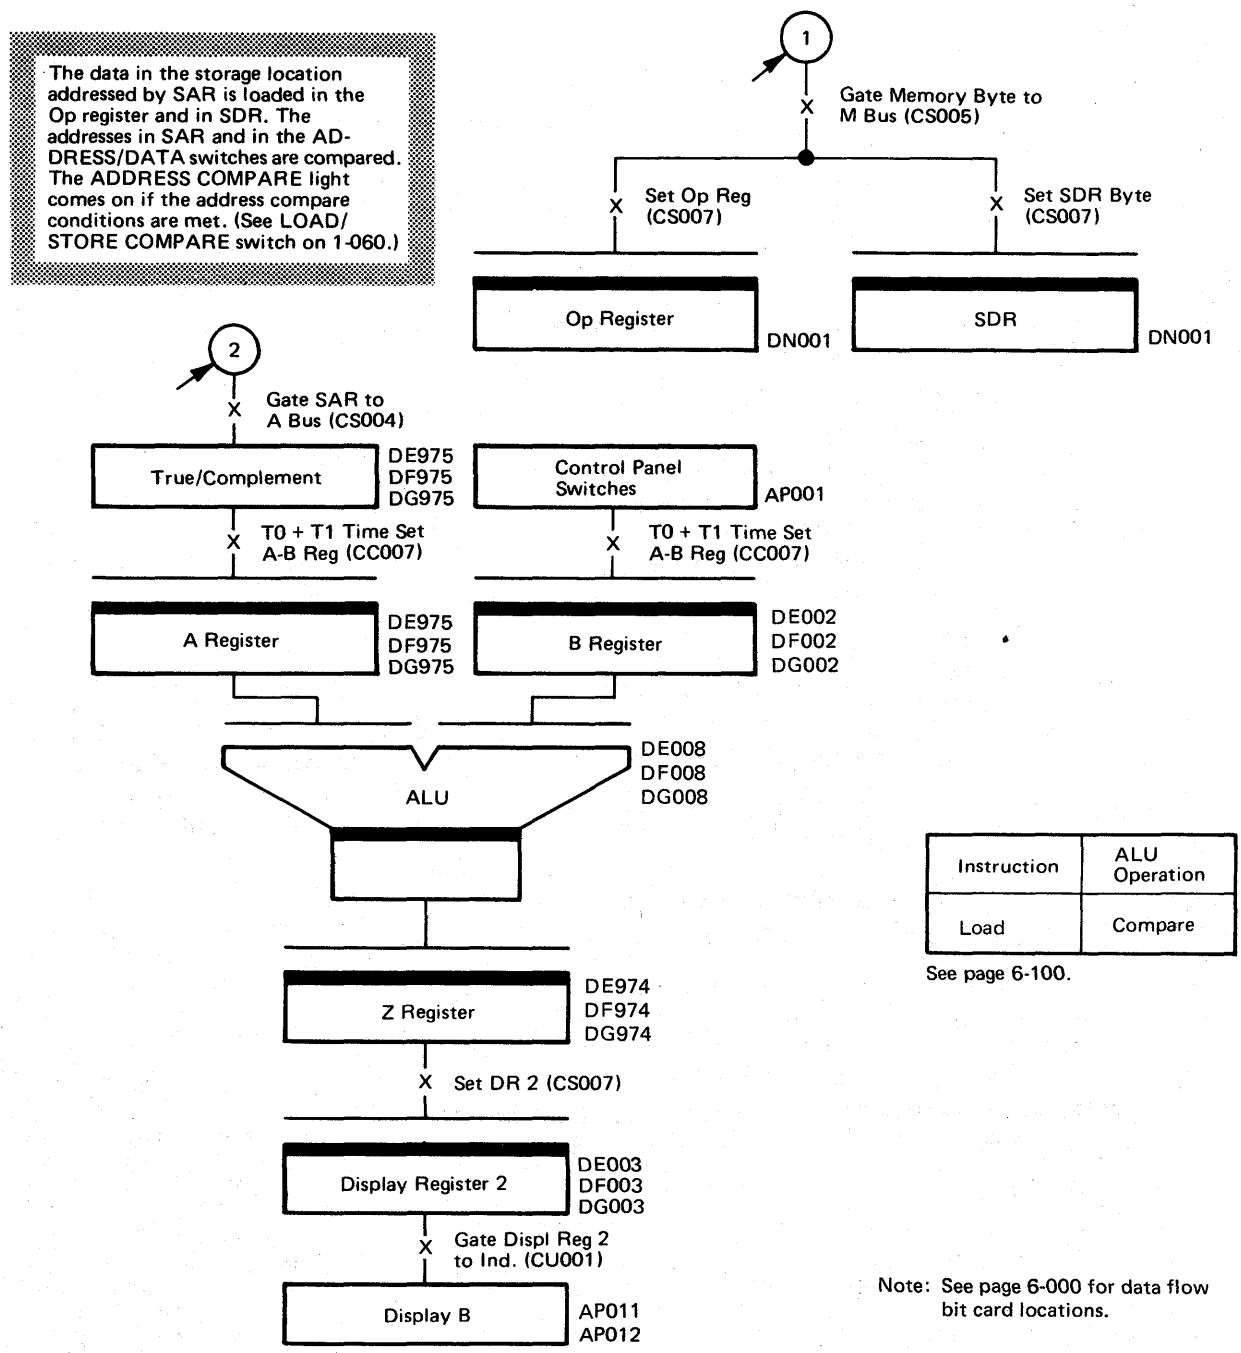 The data in the storage location
addressed by SAR is loaded in the
Op register and in SDR. The
addresses in SAR and in the AD-
DRESS/DATA switches are compared.
The ADDRESS COMPARE light
comes on if the address compare
conditions are met. (See LOAD/
STORE COMPARE switch on 1-060.)
1
X
Gate Memory Byte to
M Bus (CS005)
X
Set Op Reg
(CS007)
X
Set SDR Byte
(CS007)
Op Register
DN001
SDR
DN001
2
X
Gate SAR to
A Bus (CS004)
True/Complement
DE975
DF975
DG975
Control Panel
Switches
AP001
X
T0 + T1 Time Set
A-B Reg (CC007)
X
T0 + T1 Time Set
A-B Reg (CC007)
A Register
DE975
DF975
DG975
B Register
DE002
DF002
DG002
ALU
DE008
DF008
DG008
Instruction
ALU
Operation
Load
Compare
See page 6-100.
Z Register
DE974
DF974
DG974
X
Set DR 2 (CS007)
Display Register 2
DE003
DF003
DG003
X
Gate Displ Reg 2
to Ind. (CU001)
Display B
AP011
AP012
Note: See page 6-000 for data flow
bit card locations.